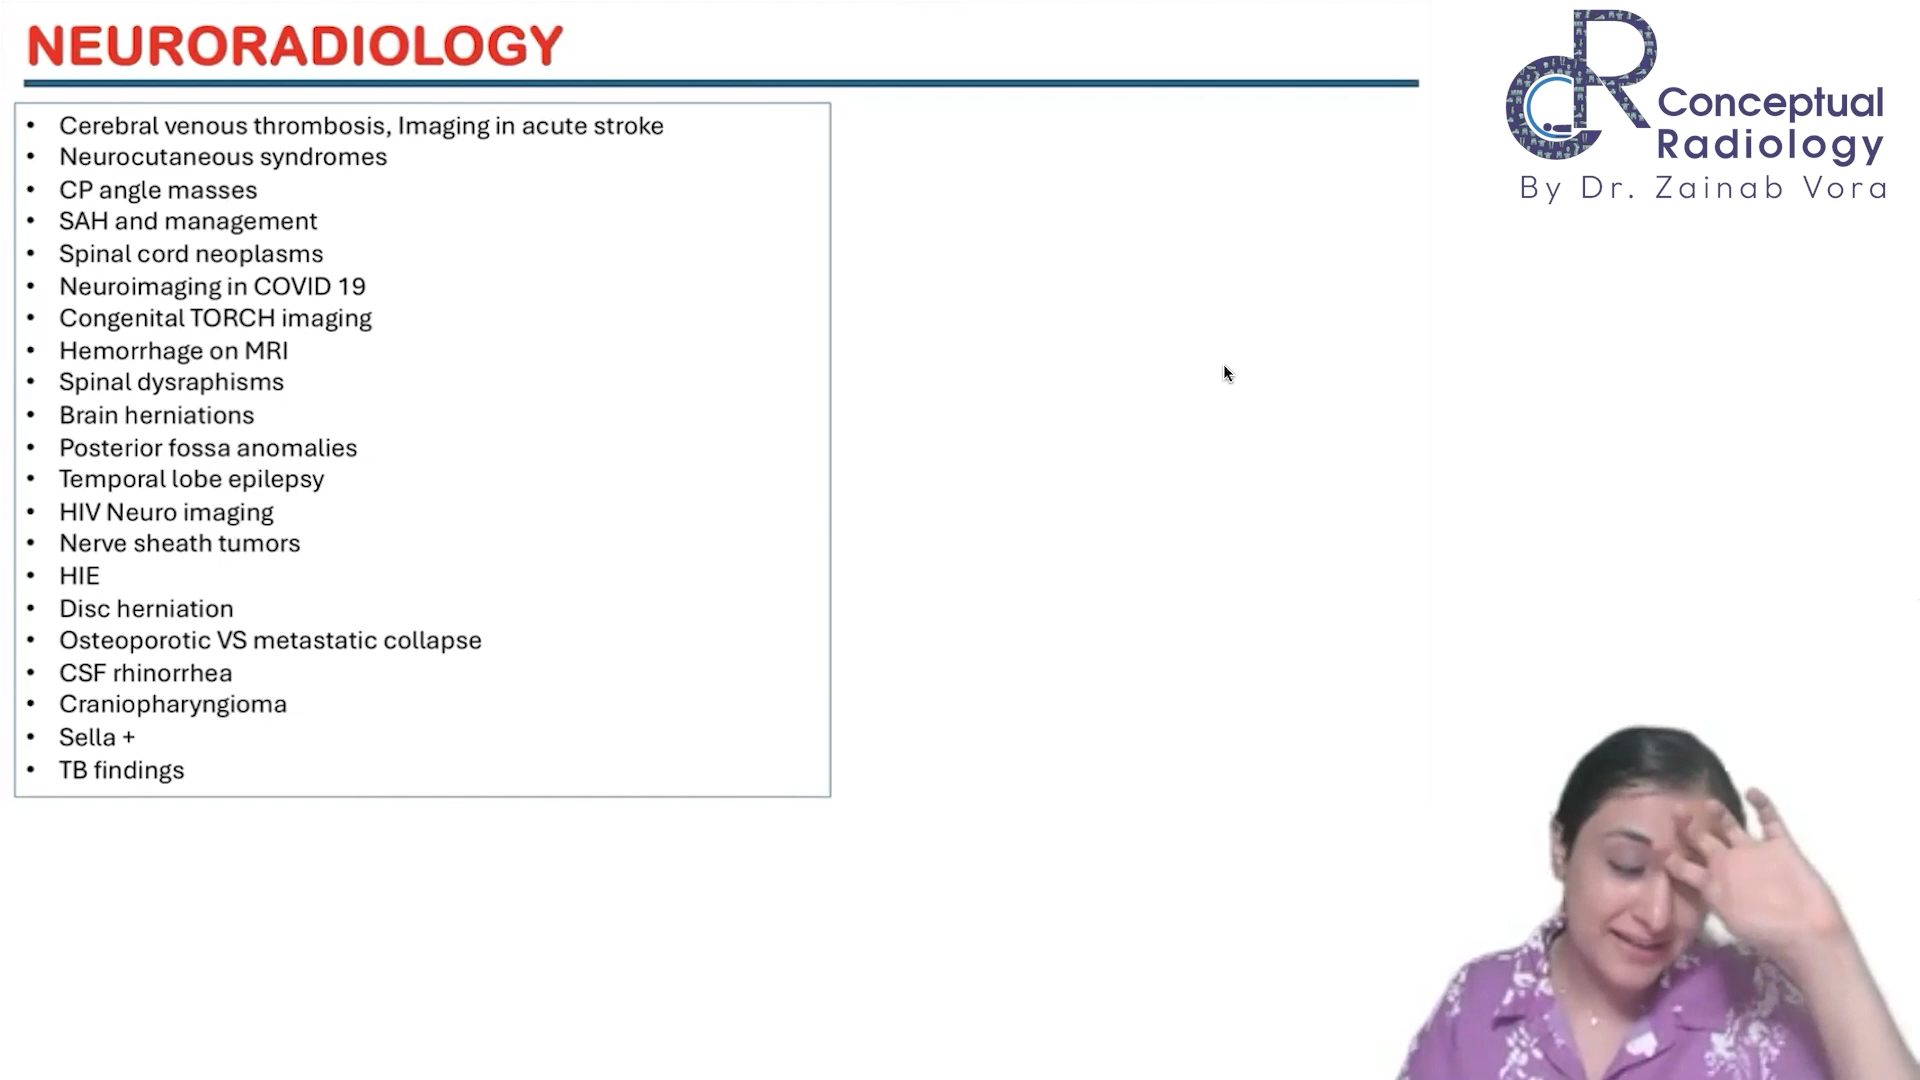 NEURORADIOLOGY
• Cerebral venous thrombosis, Imaging in acute stroke
• Neurocutaneous syndromes
• CP angle masses
• SAH and management
• Spinal cord neoplasms
• Neuroimaging in COVID 19
• Congenital TORCH imaging
• Hemorrhage on MRI
• Spinal dysraphisms
• Brain herniations
• Posterior fossa anomalies
• Temporal lobe epilepsy
• HIV Neuro imaging
• Nerve sheath tumors
• HIE
• Disc herniation
• Osteoporotic VS metastatic collapse
• CSF rhinorrhea
• Craniopharyngioma
• Sella +
• TB findings
CR
Conceptual
Radiology
By Dr. Zainab Vora